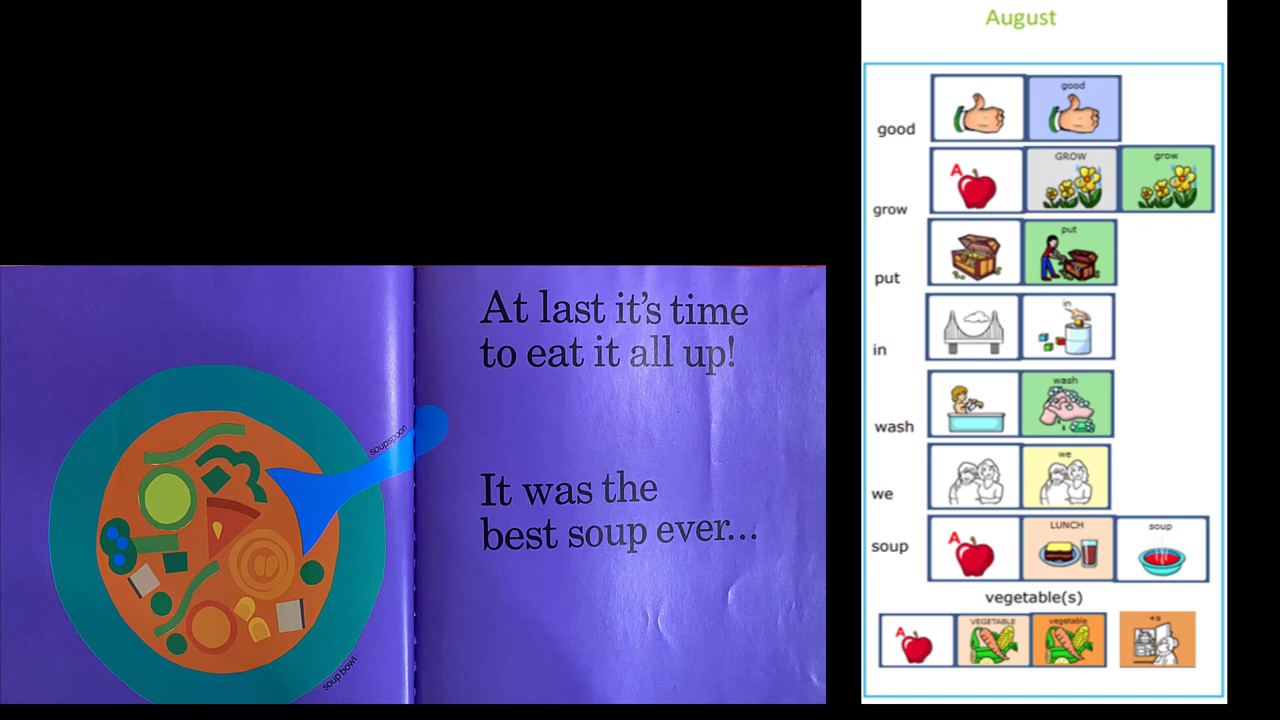 At last it's time
to eat it all up!
It was the
best soup ever...
soupspoon
soup bowl
August
good
good
grow
A
GROW
grow
put
put
in
in
wash
wash
we
we
soup
A
LUNCH
soup
vegetable(s)
A
VEGETABLE
vegetable
+s